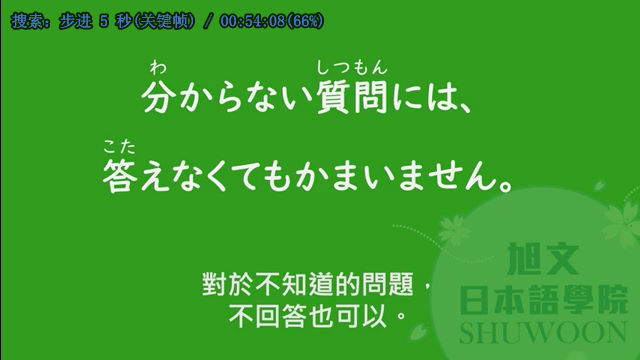 搜索: 步进 5 秒(关键帧) / 00:54:08(66%)
わ しつもん
分からない質問には、
こた
答えなくてもかまいません。
對於不知道的問題，
不回答也可以。
旭文
日本語學院
SHUWOON